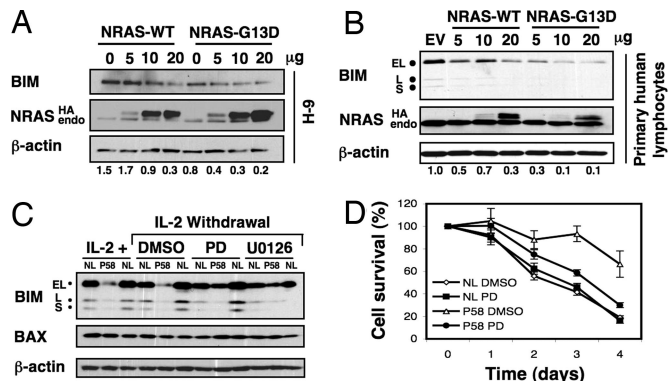 A
NRAS-WT NRAS-G13D
0 5 10 20 0 5 10 20 µg
BIM
NRAS HA
endo
β-actin
1.5 1.7 0.9 0.3 0.8 0.4 0.3 0.2
H-9
B
NRAS-WT NRAS-G13D
EV 5 10 20 5 10 20 µg
EL
BIM
L
S
NRAS HA
endo
β-actin
1.0 0.5 0.7 0.3 0.3 0.1 0.1
Primary human
lymphocytes
C
IL-2 Withdrawal
IL-2 + DMSO PD U0126
NL P58 NL P58 NL NL P58 NL NL P58 NL
EL
BIM
L
S
BAX
β-actin
D
Cell survival (%)
120
100
80
60
40
20
0
NL DMSO
NL PD
P58 DMSO
P58 PD
0 1 2 3 4
Time (days)